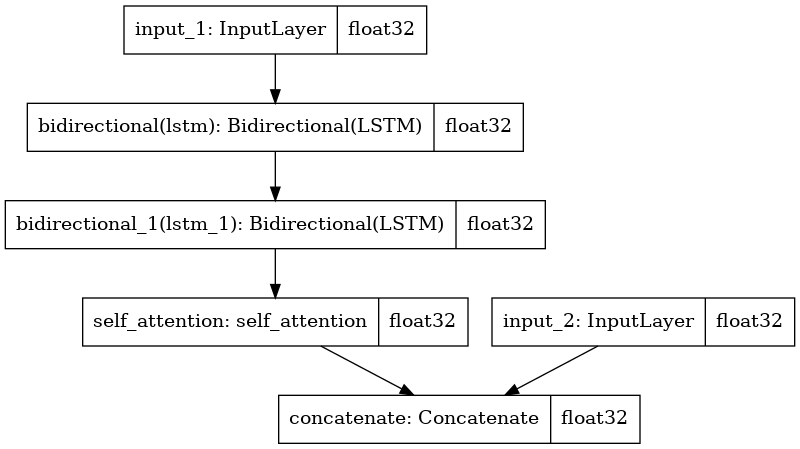 input_1: InputLayer float32
bidirectional(lstm): Bidirectional(LSTM) float32
bidirectional_1(lstm_1): Bidirectional(LSTM) float32
self_attention: self_attention float32 input_2: InputLayer float32
concatenate: Concatenate float32